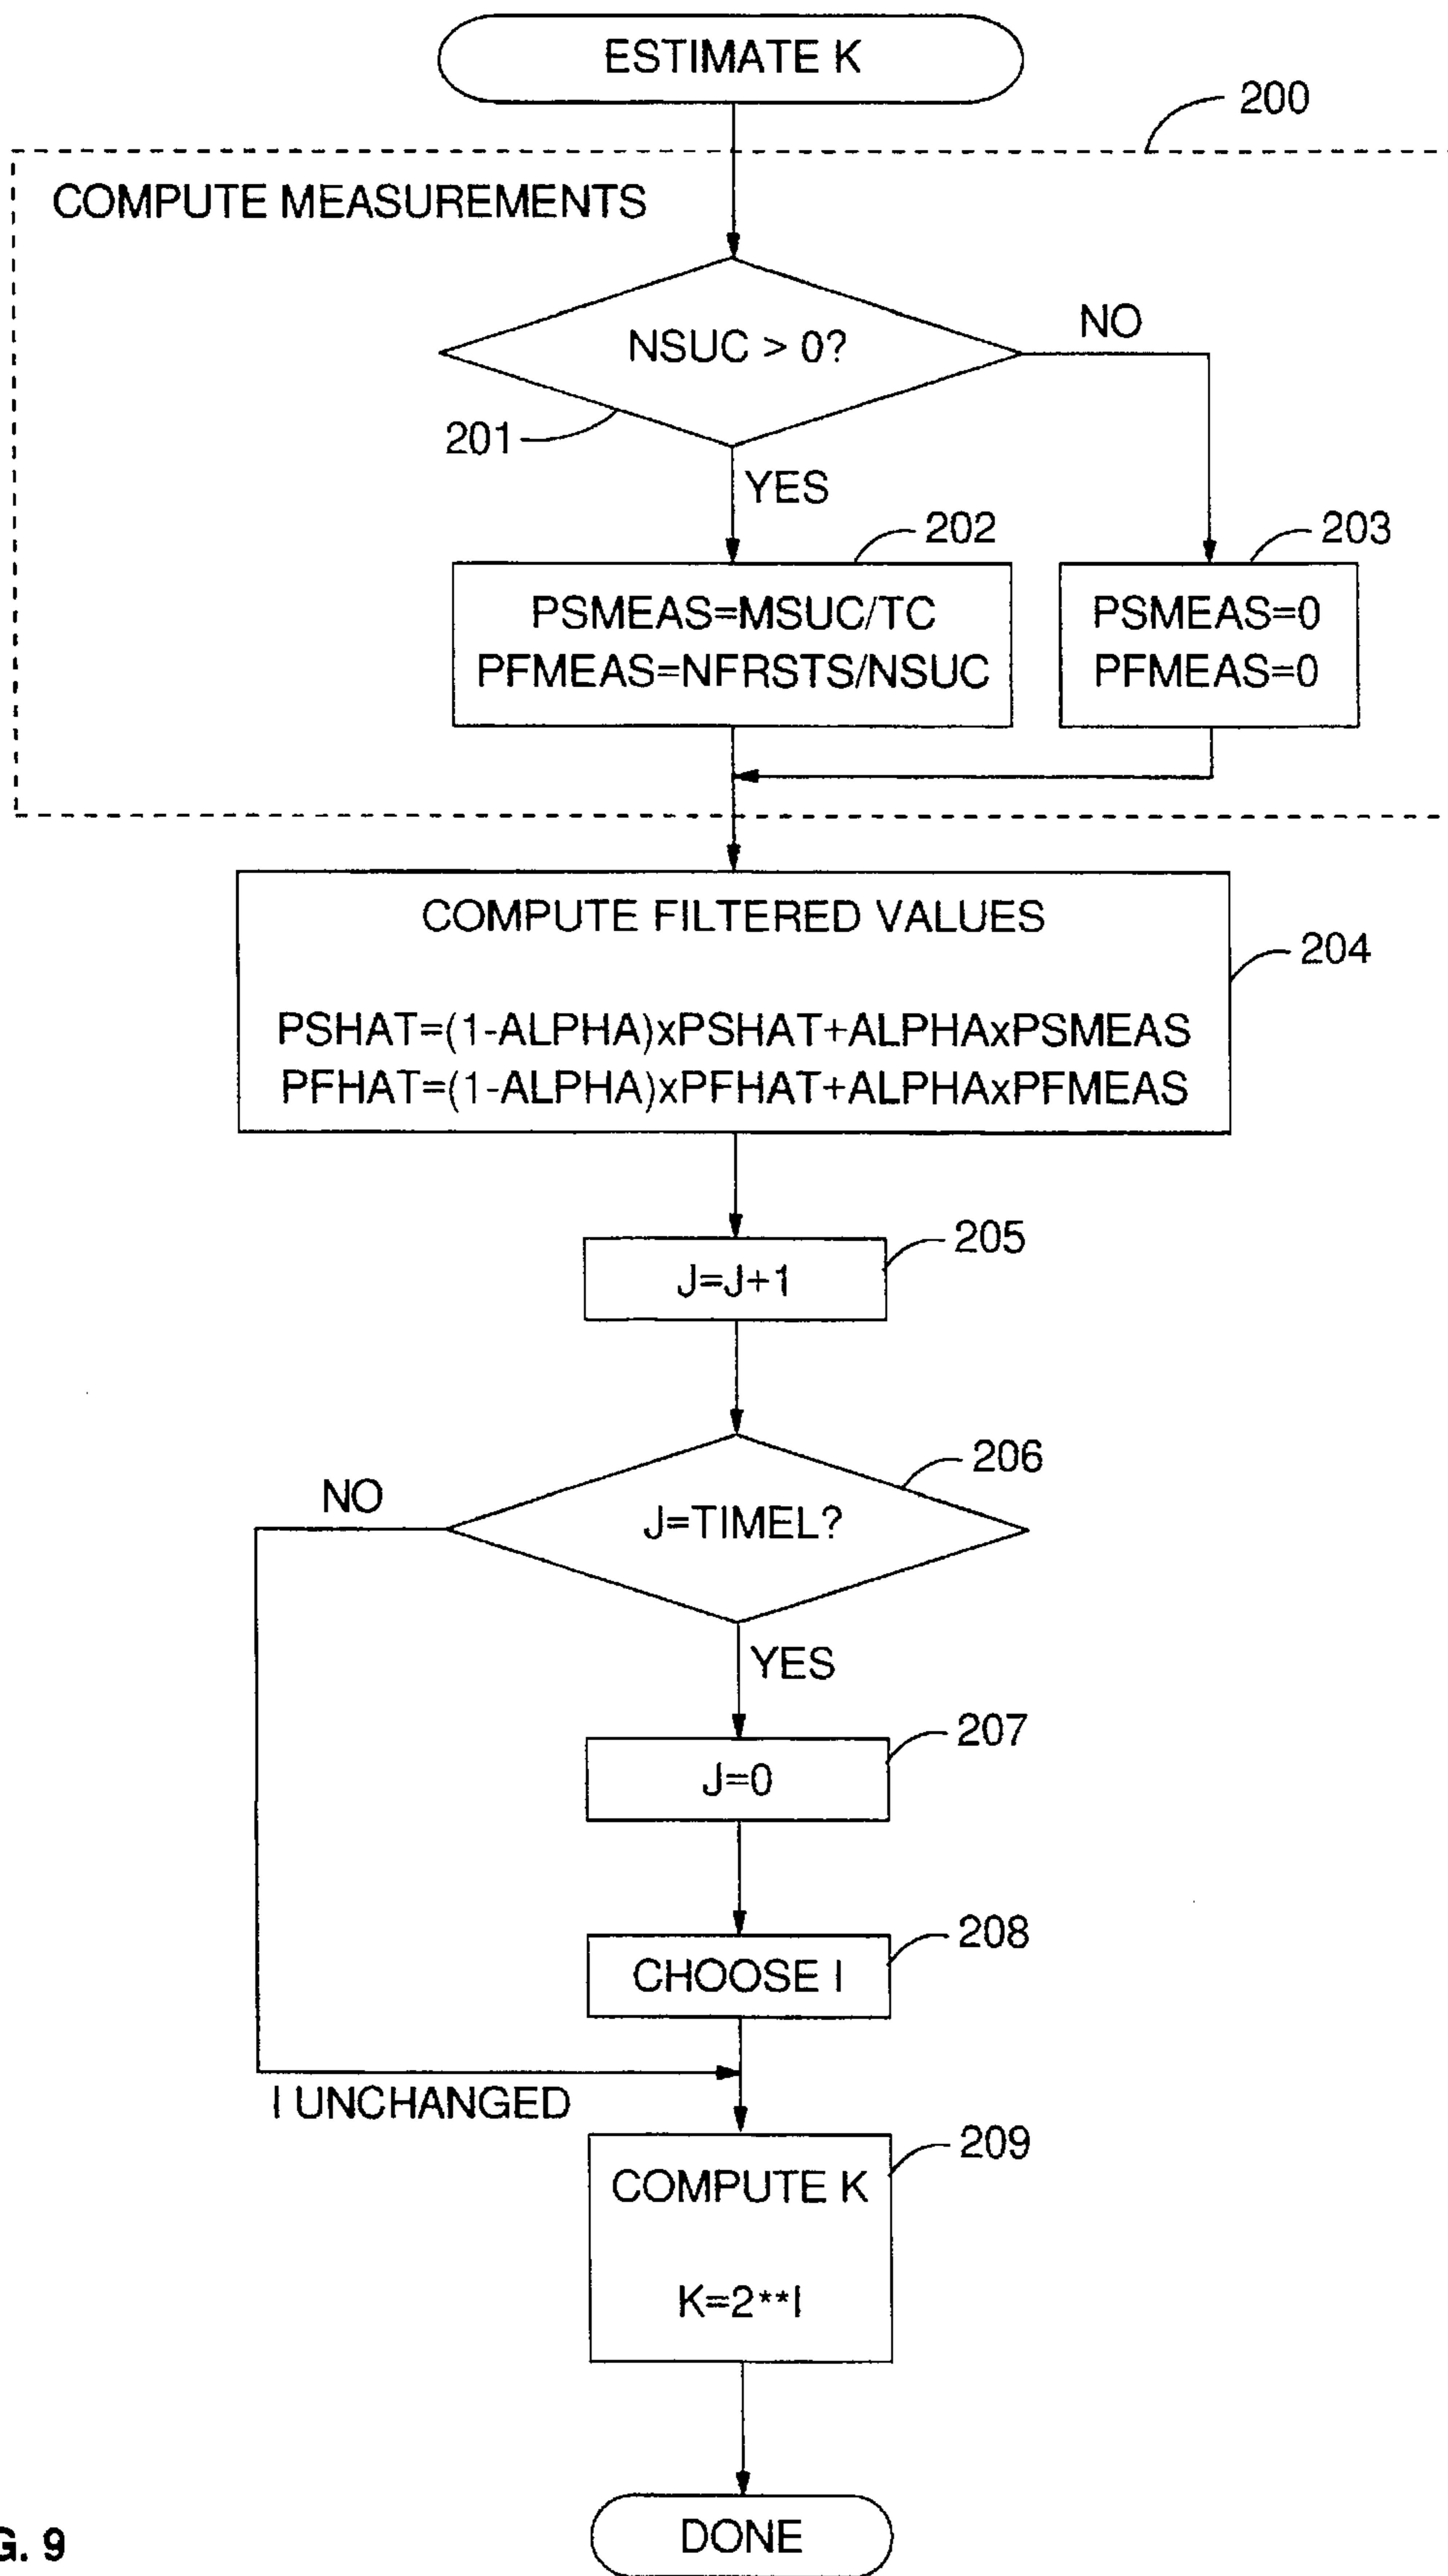 ESTIMATE K
200
COMPUTE MEASUREMENTS
NSUC > 0?
NO
201
YES
202
203
PSMEAS=MSUC/TC
PFMEAS=NFRSTS/NSUC
PSMEAS=0
PFMEAS=0
COMPUTE FILTERED VALUES
204
PSHAT=(1-ALPHA)xPSHAT+ALPHAxPSMEAS
PFHAT=(1-ALPHA)xPFHAT+ALPHAxPFMEAS
205
J=J+1
206
NO
J=TIMEL?
YES
207
J=0
208
CHOOSE I
I UNCHANGED
209
COMPUTE K
K=2**I
DONE
G. 9